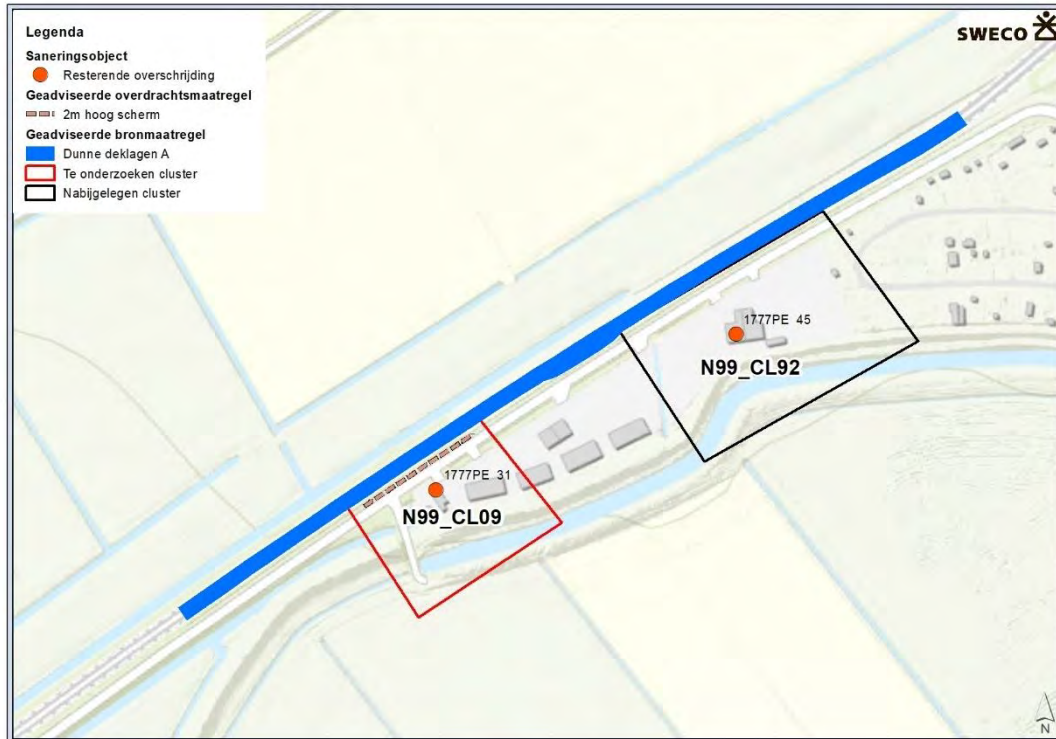 Legenda
SWECO
Saneringsobject
Resterende overschrijding
Geadviseerde overdrachtsmaatregel
2m hoog scherm
Geadviseerde bronmaatregel
Dunne deklagen A
Te onderzoeken cluster
Nabijgelegen cluster
1777PE 45
N99_CL92
1777PE 31
N99_CL09
N